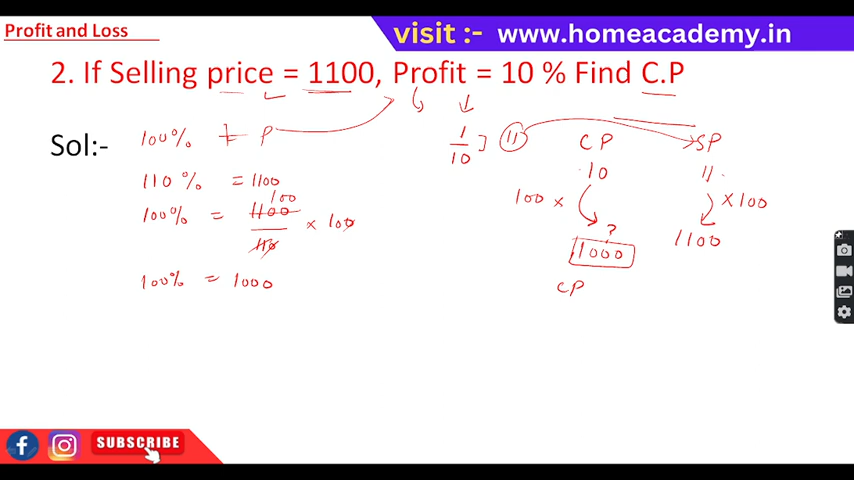 Profit and Loss
visit :- www.homeacademy.in
2. If Selling price = 1100, Profit = 10 % Find C.P
Sol:-
100% + P
110 % = 1100
100% = 1100 / 110 × 100
100
100% = 1000
1/10 ] 11
CP SP
10 11
100 × × 100
?
1000 1100
CP
SUBSCRIBE